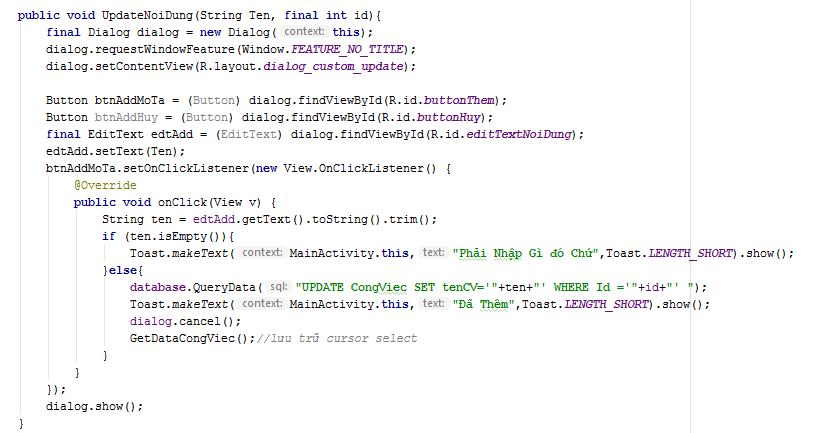 public void UpdateNoiDung(String Ten, final int id){
final Dialog dialog = new Dialog( context: this);
dialog.requestWindowFeature(Window.FEATURE_NO_TITLE);
dialog.setContentView(R.layout.dialog_custom_update);
Button btnAddMoTa = (Button) dialog.findViewById(R.id.buttonThem);
Button btnAddHuy = (Button) dialog.findViewById(R.id.buttonHuy);
final EditText edtAdd = (EditText) dialog.findViewById(R.id.editTextNoiDung);
edtAdd.setText(Ten);
btnAddMoTa.setOnClickListener(new View.OnClickListener() {
@Override
public void onClick(View v) {
String ten = edtAdd.getText().toString().trim();
if (ten.isEmpty()){
Toast.makeText( context: MainActivity.this, text: "Phải Nhập Gì đó Chứ",Toast.LENGTH_SHORT).show();
}else{
database.QueryData( sql: "UPDATE CongViec SET tenCV='"+ten+"' WHERE Id ='"+id+"' ");
Toast.makeText( context: MainActivity.this, text: "Đã Thêm",Toast.LENGTH_SHORT).show();
dialog.cancel();
GetDataCongViec();//lưu trữ cursor select
}
}
});
dialog.show();
}